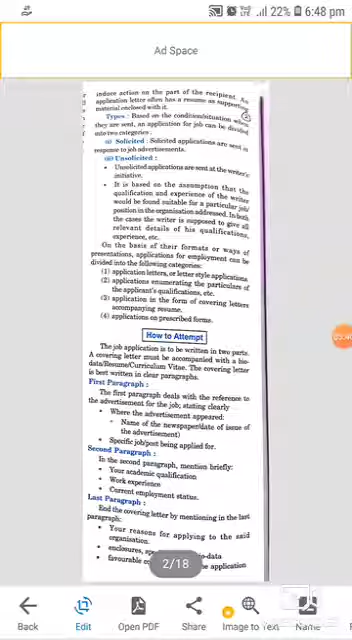 22% 6:48 pm
Ad Space
induce action on the part of the recipient. An
application letter often has a resume as supporting
material enclosed with it.
Types : Based on the condition/situation when
they are sent, an application for job can be divided
into two categories.
(i) Solicited : Solicited applications are sent in
response to job advertisements.
(ii) Unsolicited :
• Unsolicited applications are sent at the writer's
initiative.
• It is based on the assumption that the
qualification and experience of the writer
would be found suitable for a particular job/
position in the organisation addressed. In both
the cases the writer is supposed to give all
relevant details of his qualifications,
experience, etc.
On the basis of their formats or ways of
presentations, applications for employment can be
divided into the following categories:
(1) application letters, or letter style applications
(2) applications enumerating the particulars of
the applicant's qualifications, etc.
(3) application in the form of covering letters
accompanying resume.
(4) applications on prescribed forms.
How to Attempt
The job application is to be written in two parts.
A covering letter must be accompanied with a bio-
data/Resume/Curriculum Vitae. The covering letter
is best written in clear paragraphs.
First Paragraph :
The first paragraph deals with the reference to
the advertisement for the job; stating clearly
• Where the advertisement appeared:
- Name of the newspaper/date of issue of
the advertisement)
• Specific job/post being applied for.
Second Paragraph :
In the second paragraph, mention briefly:
• Your academic qualification
• Work experience
• Current employment status.
Last Paragraph :
End the covering letter by mentioning in the last
paragraph:
• Your reasons for applying to the said
organisation.
• enclosures, to-data
• favourable the application
2/18
Back
Edit
Open PDF
Share
Image to Text
Name